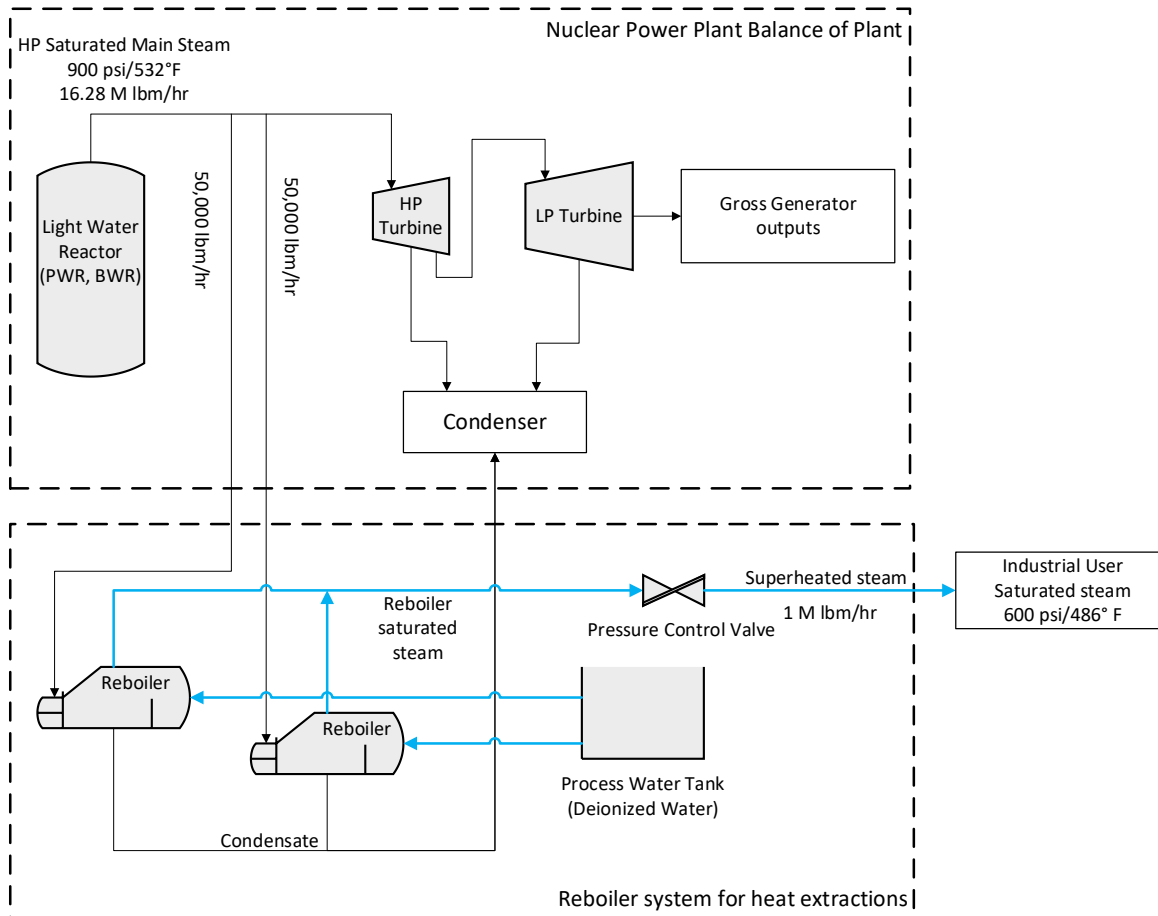 Nuclear Power Plant Balance of Plant
HP Saturated Main Steam
900 psi/532°F
16.28 M lbm/hr
Light Water
Reactor
(PWR, BWR)
50,000 lbm/hr
50,000 lbm/hr
HP
Turbine
LP Turbine
Gross Generator
outputs
Condenser
Reboiler
saturated
steam
Pressure Control Valve
Superheated steam
1 M lbm/hr
Industrial User
Saturated steam
600 psi/486° F
Reboiler
Reboiler
Process Water Tank
(Deionized Water)
Condensate
Reboiler system for heat extractions